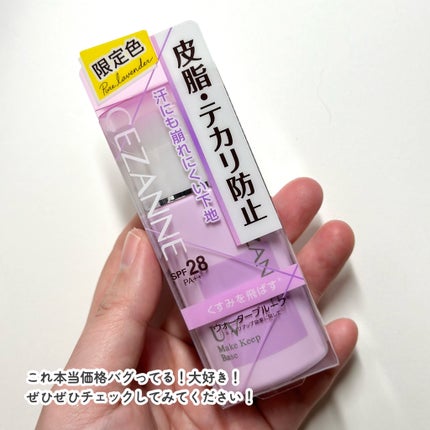 限定色
Pure lavender
皮脂・テカリ防止
汗にも崩れにくい下地
CEZANNE
SPF 28
PA++
くすみを飛ばす
ウォータープルーフ
UV
Make Keep
Base
これ本当価格バグってる！大好き！
ぜひぜひチェックしてみてください！